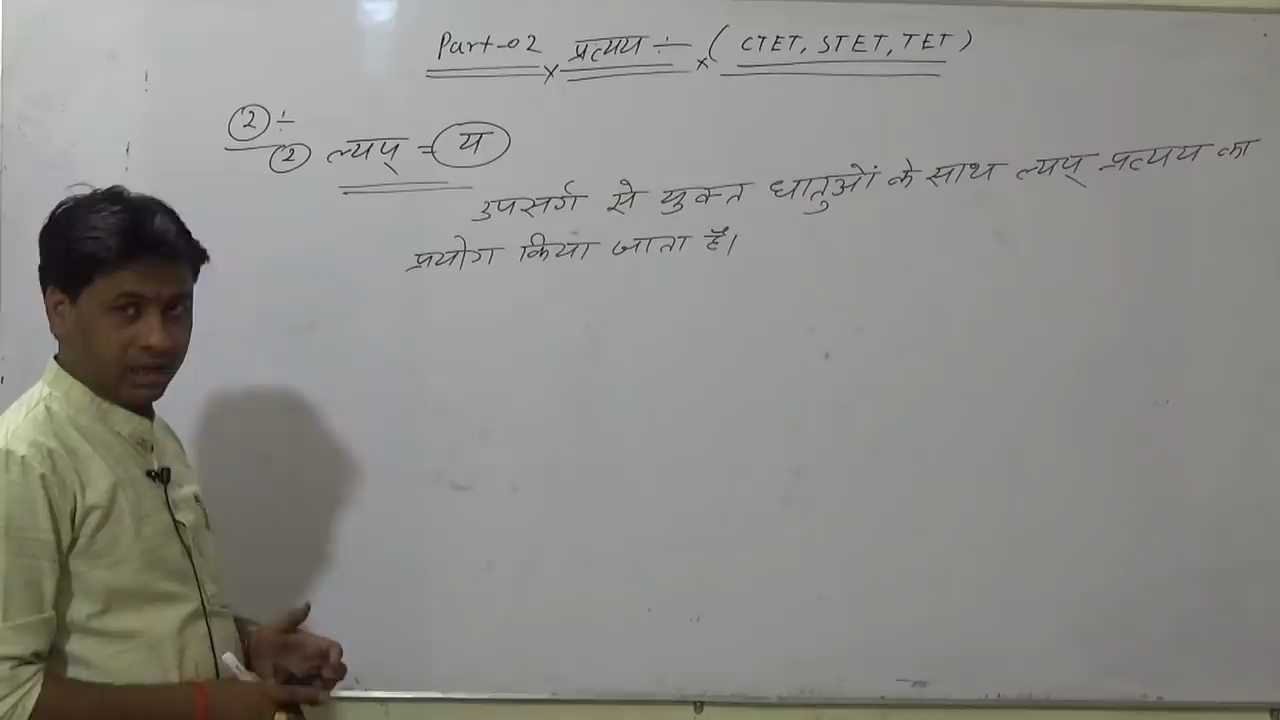 Part-02 × प्रत्यय ÷ × (CTET, STET, TET)
② ÷
② ल्यप् = य
उपसर्ग से युक्त धातुओं के साथ ल्यप् प्रत्यय का
प्रयोग किया जाता है।